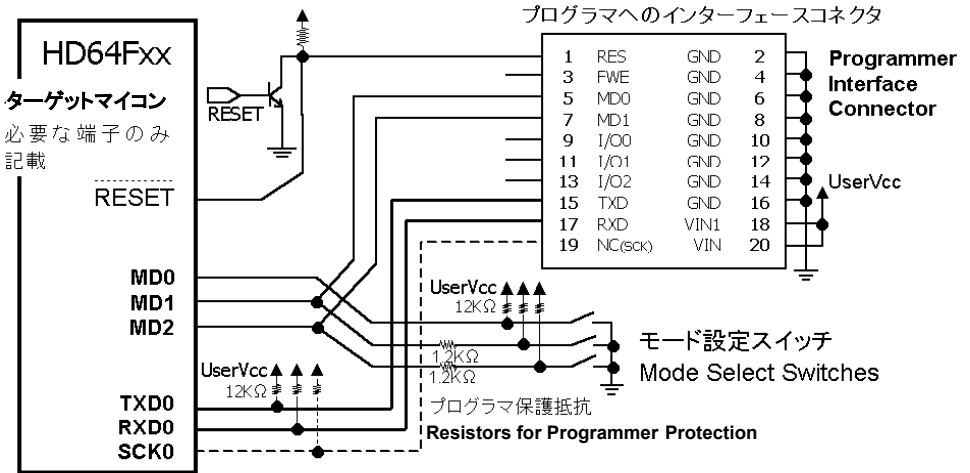 プログラマへのインターフェースコネクタ
HD64Fxx
ターゲットマイコン
必要な端子のみ
記載
RESET
RESET
MD0
MD1
MD2
TXD0
RXD0
SCK0
1 RES GND 2
3 FWE GND 4
5 MD0 GND 6
7 MD1 GND 8
9 I/O0 GND 10
11 I/O1 GND 12
13 I/O2 GND 14
15 TXD GND 16
17 RXD VIN1 18
19 NC(SCK) VIN 20
Programmer
Interface
Connector
UserVcc
UserVcc
12KΩ
1.2KΩ
1.2KΩ
モード設定スイッチ
Mode Select Switches
UserVcc
12KΩ
プログラマ保護抵抗
Resistors for Programmer Protection